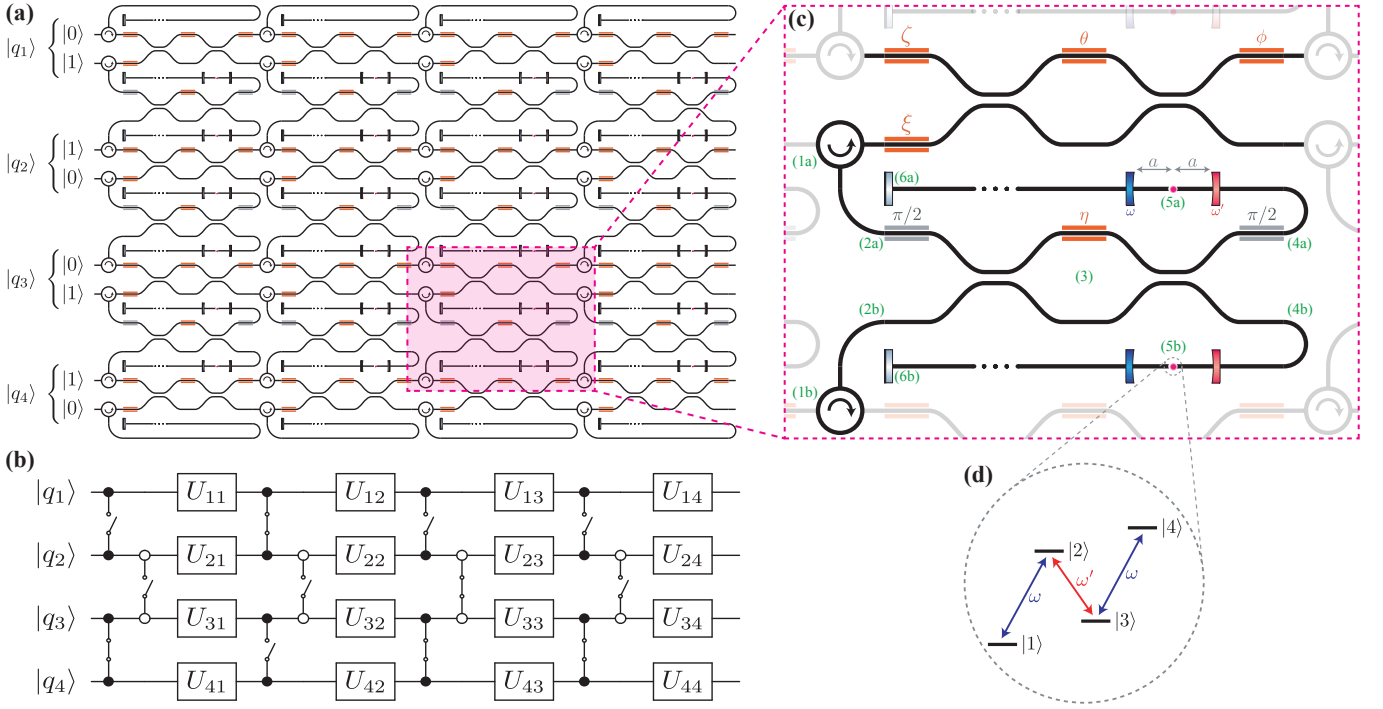 (a)
|q₁⟩ { |0⟩
|1⟩
|q₂⟩ { |1⟩
|0⟩
|q₃⟩ { |0⟩
|1⟩
|q₄⟩ { |1⟩
|0⟩
(b)
|q₁⟩ U₁₁ U₁₂ U₁₃ U₁₄
|q₂⟩ U₂₁ U₂₂ U₂₃ U₂₄
|q₃⟩ U₃₁ U₃₂ U₃₃ U₃₄
|q₄⟩ U₄₁ U₄₂ U₄₃ U₄₄
(c)
ζ θ ϕ
ξ
(1a) a a
(6a) ω (5a) ω′
π/2 η π/2
(2a) (4a)
(3)
(2b) (4b)
(5b)
(6b)
(1b)
(d)
|4⟩
|2⟩
ω ω′ ω
|3⟩
|1⟩